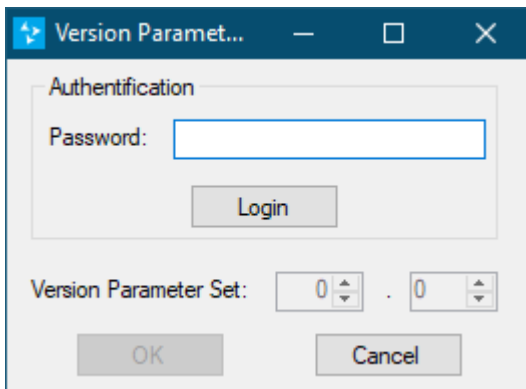 Version Paramet...
Authentification
Password:
Login
Version Parameter Set: 0 . 0
OK Cancel